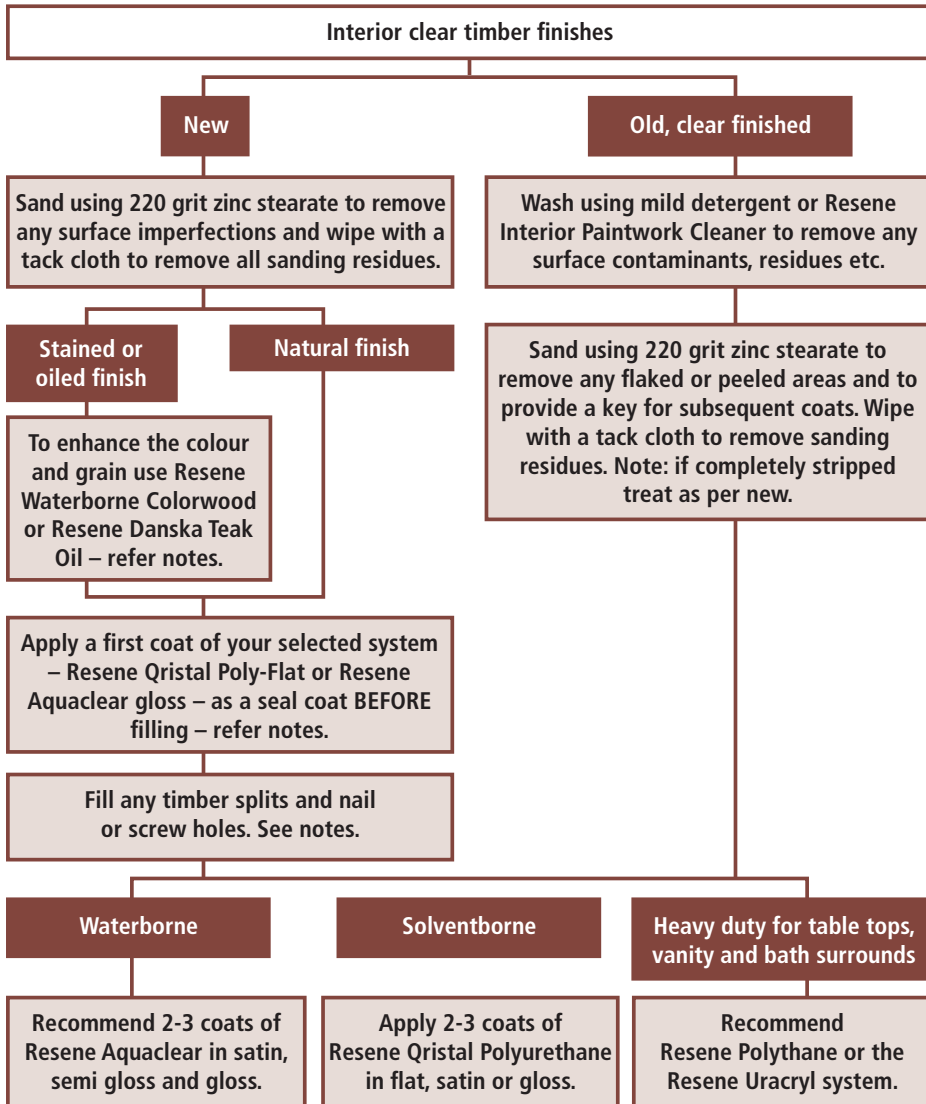 Interior clear timber finishes
New
Old, clear finished
Sand using 220 grit zinc stearate to remove
any surface imperfections and wipe with a
tack cloth to remove all sanding residues.
Wash using mild detergent or Resene
Interior Paintwork Cleaner to remove any
surface contaminants, residues etc.
Stained or
oiled finish
Natural finish
Sand using 220 grit zinc stearate to
remove any flaked or peeled areas and to
provide a key for subsequent coats. Wipe
with a tack cloth to remove sanding
residues. Note: if completely stripped
treat as per new.
To enhance the colour
and grain use Resene
Waterborne Colorwood
or Resene Danska Teak
Oil – refer notes.
Apply a first coat of your selected system
– Resene Qristal Poly-Flat or Resene
Aquaclear gloss – as a seal coat BEFORE
filling – refer notes.
Fill any timber splits and nail
or screw holes. See notes.
Waterborne
Solventborne
Heavy duty for table tops,
vanity and bath surrounds
Recommend 2-3 coats of
Resene Aquaclear in satin,
semi gloss and gloss.
Apply 2-3 coats of
Resene Qristal Polyurethane
in flat, satin or gloss.
Recommend
Resene Polythane or the
Resene Uracryl system.